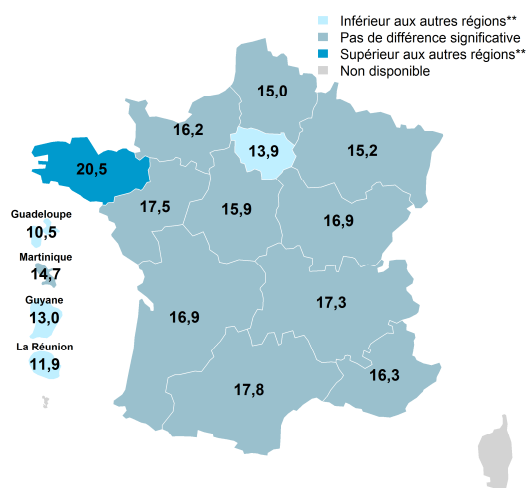 Inférieur aux autres régions**
Pas de différence significative
Supérieur aux autres régions**
Non disponible
15,0
16,2
13,9
15,2
20,5
17,5
15,9
16,9
Guadeloupe
10,5
Martinique
14,7
Guyane
13,0
La Réunion
11,9
16,9
17,3
16,3
17,8